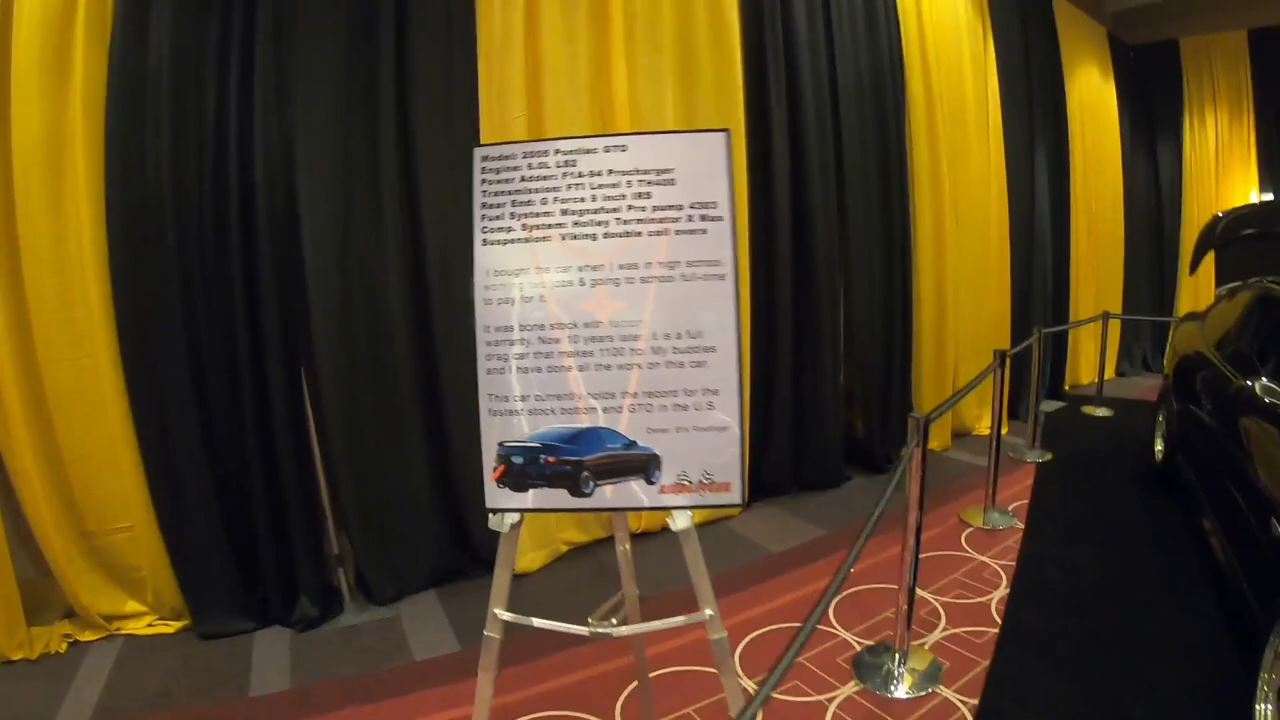 Model: 2005 Pontiac GTO
Engine: 6.0L LS2
Power Adder: F1A-94 Procharger
Transmission: FTI Level 5 TH400
Rear End: G Force 9 inch IRS
Fuel System: Magnafuel Pro pump 4303
Comp. System: Holley Terminator X Max
Suspension: Viking double coil overs
I bought the car when I was in high school,
working two jobs & going to school full-time
to pay for it.
It was bone stock with factory
warranty. Now 10 years later, it is a full
drag car that makes 1100 hp. My buddies
and I have done all the work on this car.
This car currently holds the record for the
fastest stock bottom end GTO in the U.S.
Owner: Eric